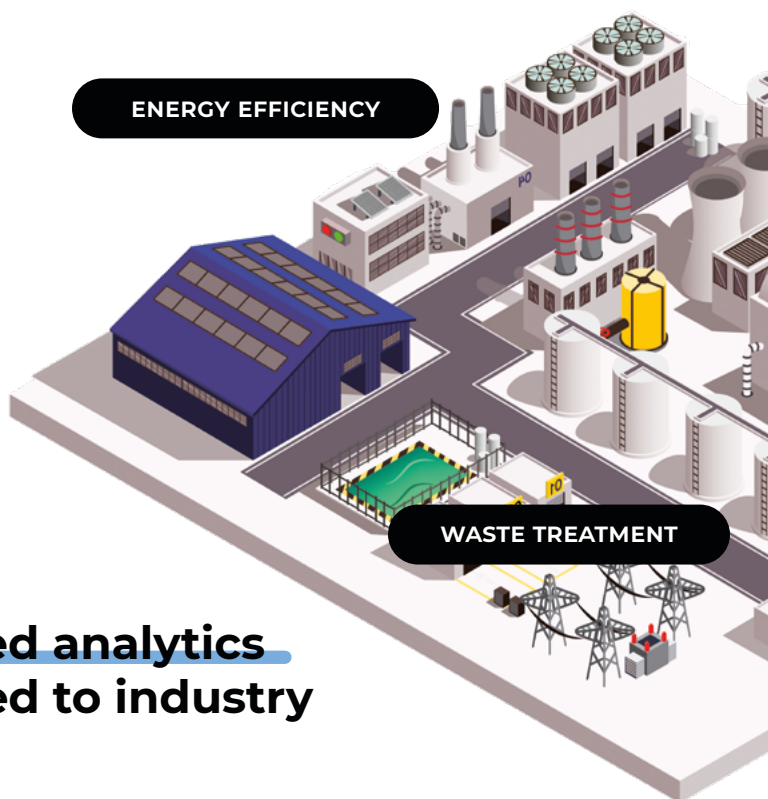 ENERGY EFFICIENCY
WASTE TREATMENT
ed analytics
ed to industry